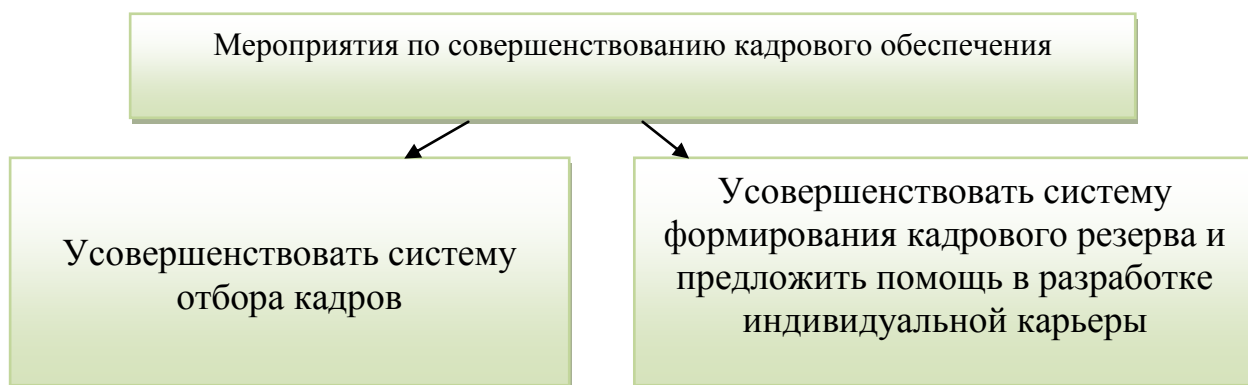 Мероприятия по совершенствованию кадрового обеспечения
Усовершенствовать систему
отбора кадров
Усовершенствовать систему
формирования кадрового резерва и
предложить помощь в разработке
индивидуальной карьеры